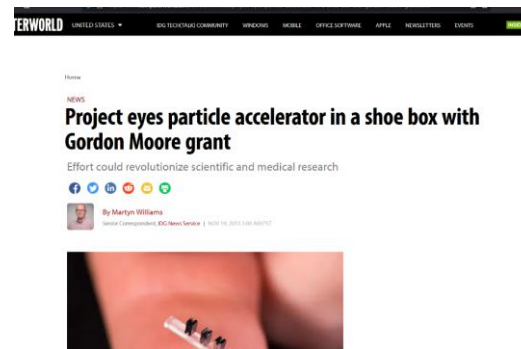 TERWORLD UNITED STATES ▼ IDG TECH(TALK) COMMUNITY WINDOWS MOBILE OFFICE SOFTWARE APPLE NEWSLETTERS EVENTS
Home
NEWS
Project eyes particle accelerator in a shoe box with
Gordon Moore grant
Effort could revolutionize scientific and medical research
By Martyn Williams
Senior Correspondent, IDG News Service |